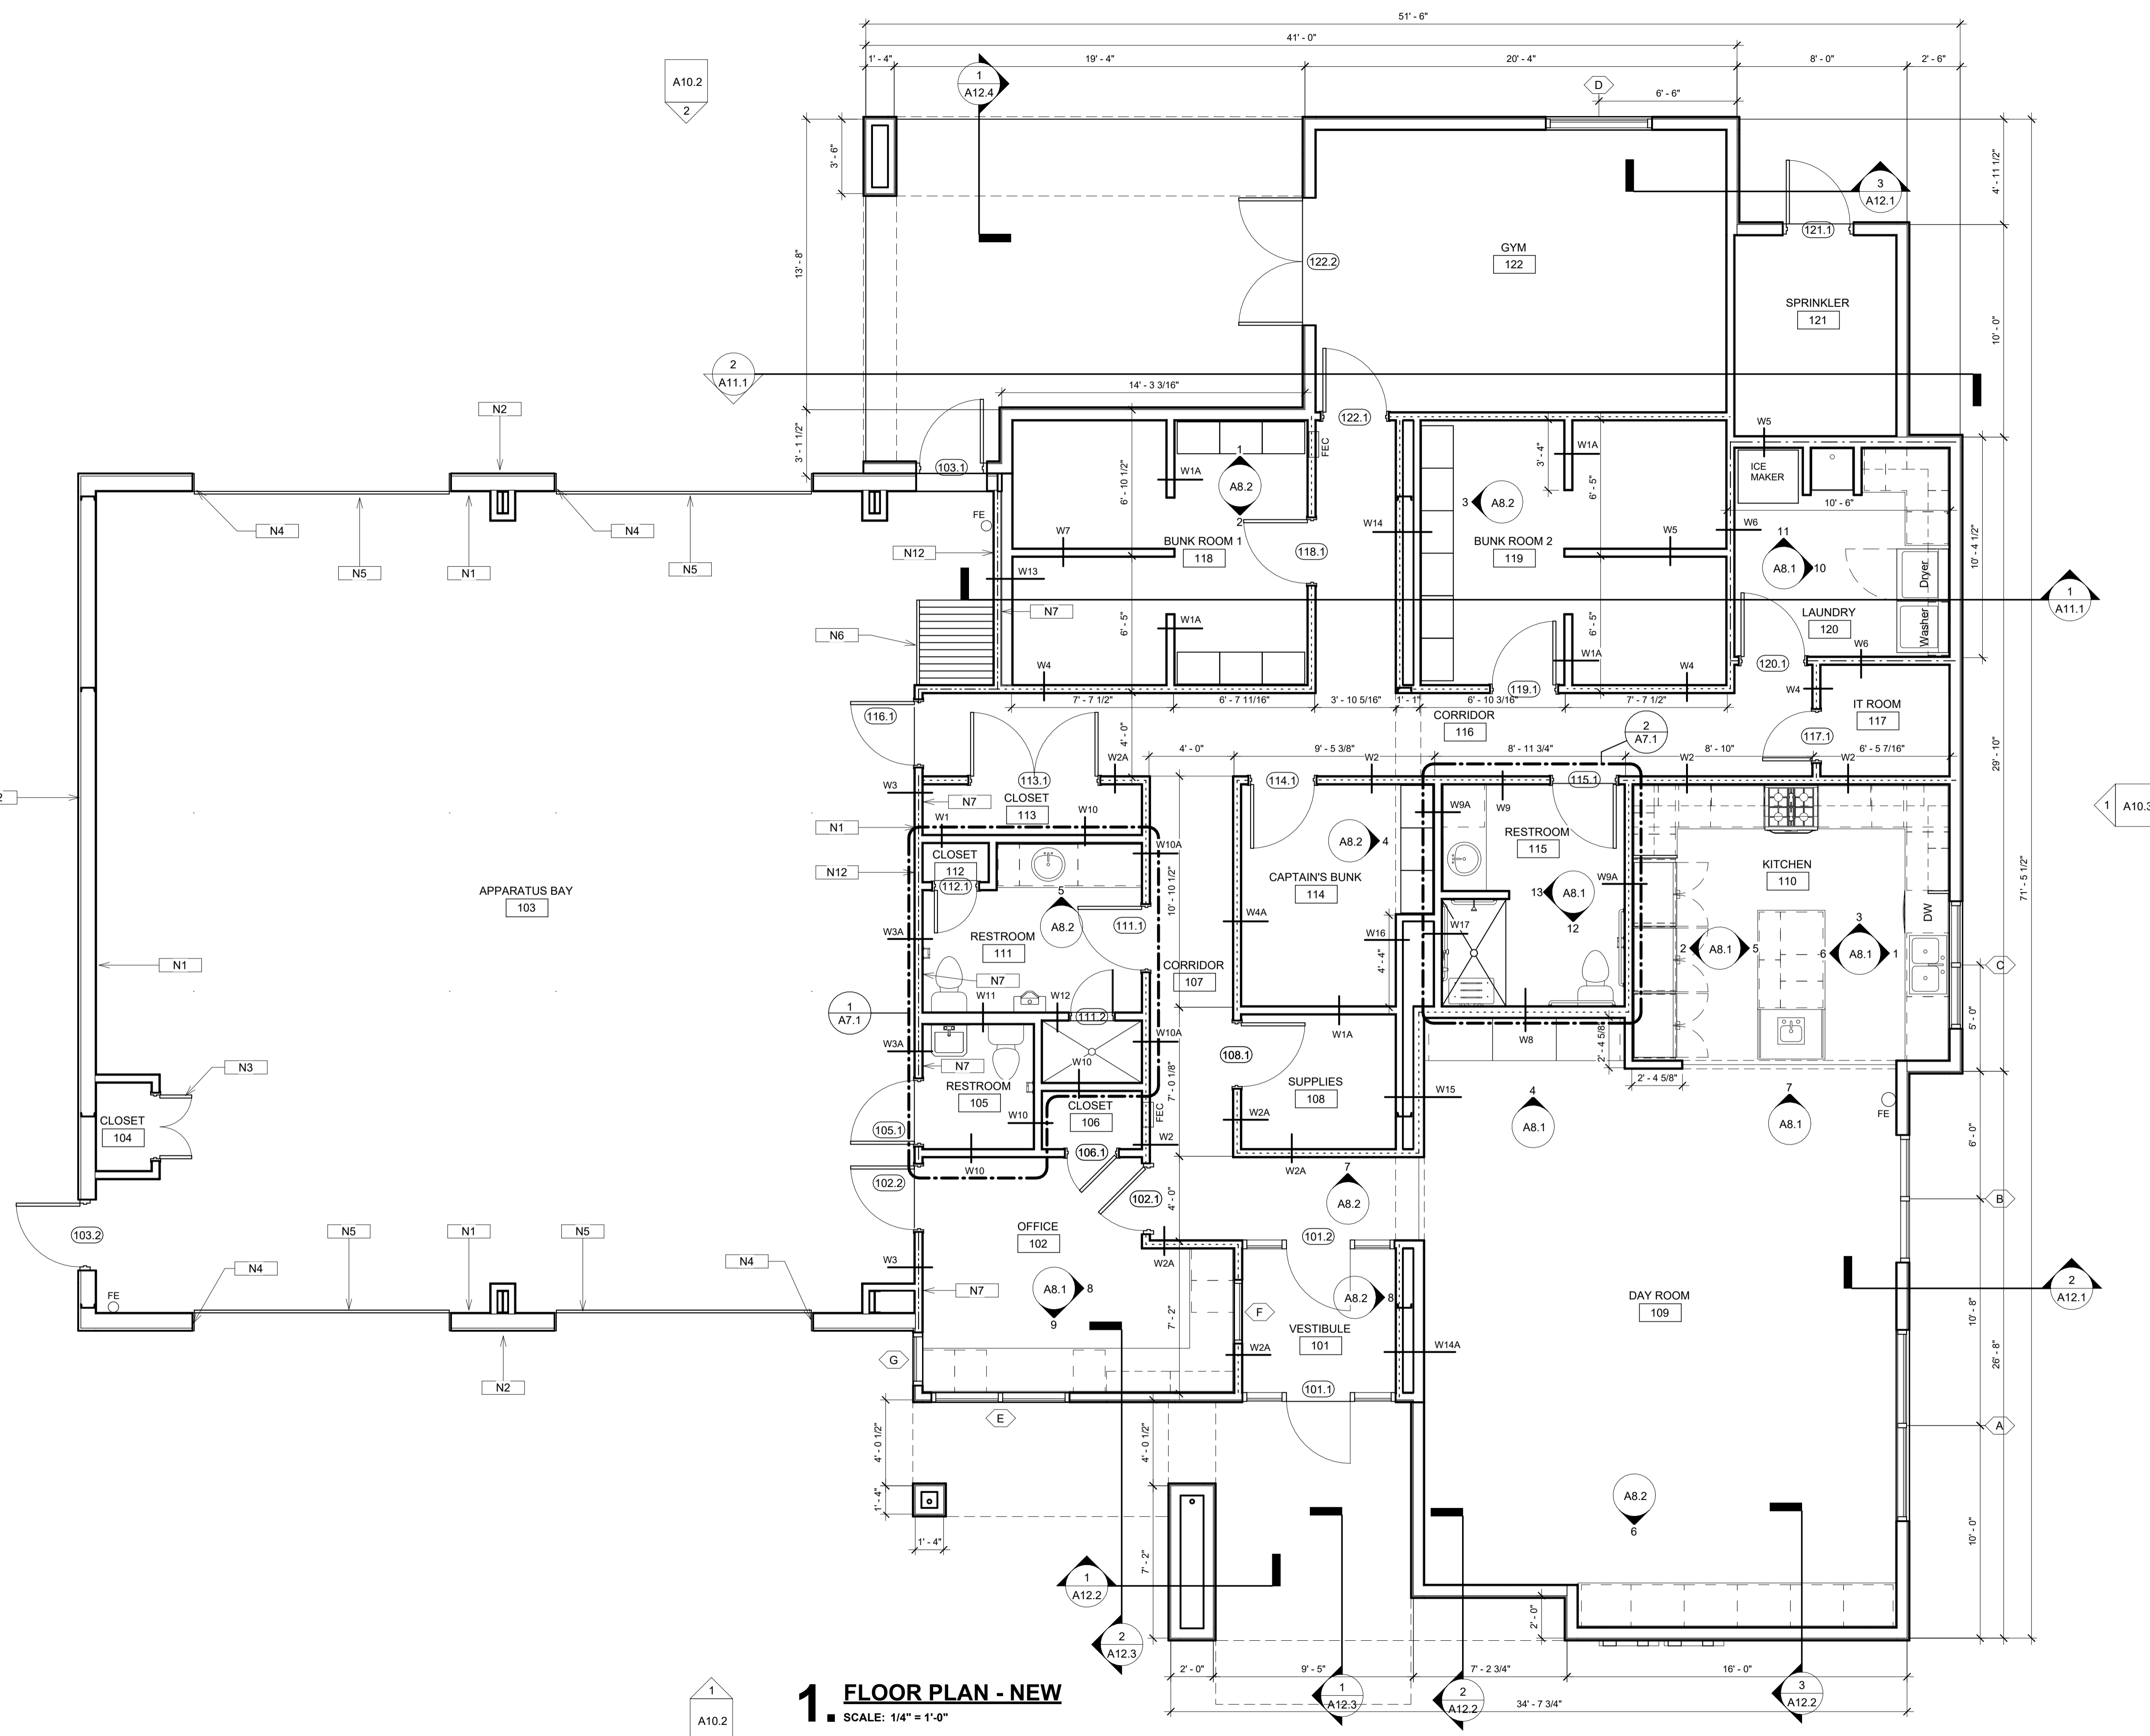 51' - 6"
41' - 0"
1' - 4"
19' - 4"
20' - 4"
8' - 0"
2' - 6"
A10.2
2
1
A12.4
D
6' - 6"
3' - 6"
4' - 11 1/2"
3
A12.1
121.1
13' - 8"
122.2
GYM
122
SPRINKLER
121
10' - 0"
2
A11.1
14' - 3 3/16"
122.1
N2
3' - 1 1/2"
103.1
FEC
W5
W1A
1
A8.2
2
6' - 10 1/2"
3' - 4"
W1A
6' - 5"
3
A8.2
ICE
MAKER
10' - 6"
N4
N4
FE
W14
W6
N5
N1
N5
N12
W7
BUNK ROOM 1
118
118.1
BUNK ROOM 2
119
W5
11
A8.1
10
Dryer
10' - 4 1/2"
W13
N7
1
A11.1
N6
6' - 5"
W1A
6' - 5"
LAUNDRY
120
Washer
W4
W1A
W4
120.1
W6
119.1
W4
7' - 7 1/2"
6' - 7 11/16"
3' - 10 5/16"
1' - 1"
6' - 10 3/16"
7' - 7 1/2"
IT ROOM
117
116.1
CORRIDOR
116
2
A7.1
117.1
4' - 0"
4' - 0"
9' - 5 3/8"
8' - 11 3/4"
8' - 10"
6' - 5 7/16"
29' - 10"
71' - 5 1/2"
W2A
113.1
114.1
W2
W9
115.1
W2
W2
W3
N7
CLOSET
113
W10
2
1
A10.3
N1
W1
W9A
RESTROOM
115
CLOSET
112
W10A
A8.2
4
KITCHEN
110
N12
112.1
5
A8.2
10' - 10 1/2"
CAPTAIN'S BUNK
114
13
A8.1
12
W9A
APPARATUS BAY
103
111.1
W4A
W17
DW
W3A
RESTROOM
111
W16
2
A8.1
5
3
6
A8.1
1
N1
N7
CORRIDOR
107
4' - 4"
C
1
A7.1
W11
W12
111.2
5' - 0"
W3A
W10A
W1A
W8
2' - 4 5/8"
108.1
N3
N7
W10
RESTROOM
105
7' - 0 1/8"
SUPPLIES
108
2' - 4 5/8"
W15
4
A8.1
7
A8.1
FE
CLOSET
104
105.1
W10
CLOSET
106
FEC
W2A
W2
106.1
6' - 0"
102.2
W10
W2A
102.1
7
A8.2
4' - 0"
B
103.2
N5
N1
N5
OFFICE
102
101.2
N4
N4
W3
W2A
2
A12.1
FE
N7
A8.1
8
9
A8.2
8
DAY ROOM
109
10' - 8"
F
7' - 2"
VESTIBULE
101
26' - 8"
G
W2A
W14A
N2
101.1
E
A
4' - 0 1/2"
4' - 0 1/2"
1' - 4"
A8.2
6
1' - 4"
10' - 0"
7' - 2"
1
A12.2
2' - 0"
2
A12.3
2' - 0"
9' - 5"
7' - 2 3/4"
16' - 0"
1
A12.3
2
A12.2
3
A12.2
34' - 7 3/4"
1
A10.2
1. FLOOR PLAN - NEW
SCALE: 1/4" = 1'-0"